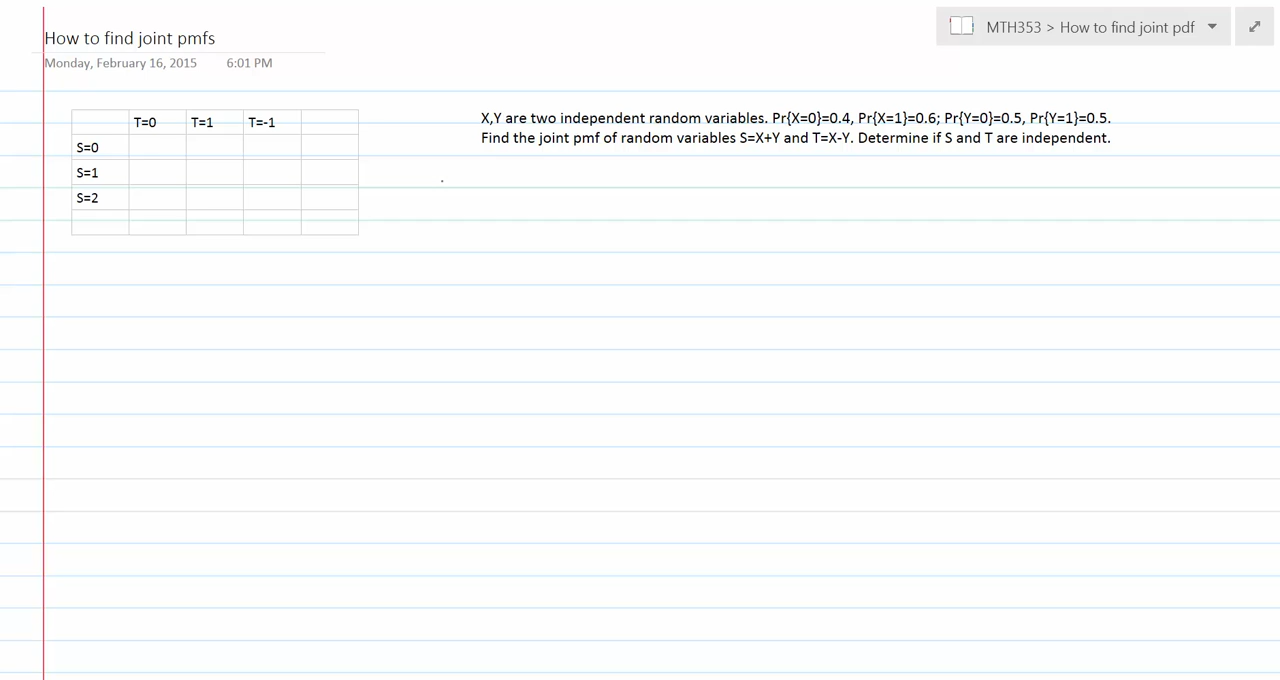 How to find joint pmfs
Monday, February 16, 2015 6:01 PM
MTH353 > How to find joint pdf
T=0 T=1 T=-1
S=0
S=1
S=2
X,Y are two independent random variables. Pr{X=0}=0.4, Pr{X=1}=0.6; Pr{Y=0}=0.5, Pr{Y=1}=0.5.
Find the joint pmf of random variables S=X+Y and T=X-Y. Determine if S and T are independent.